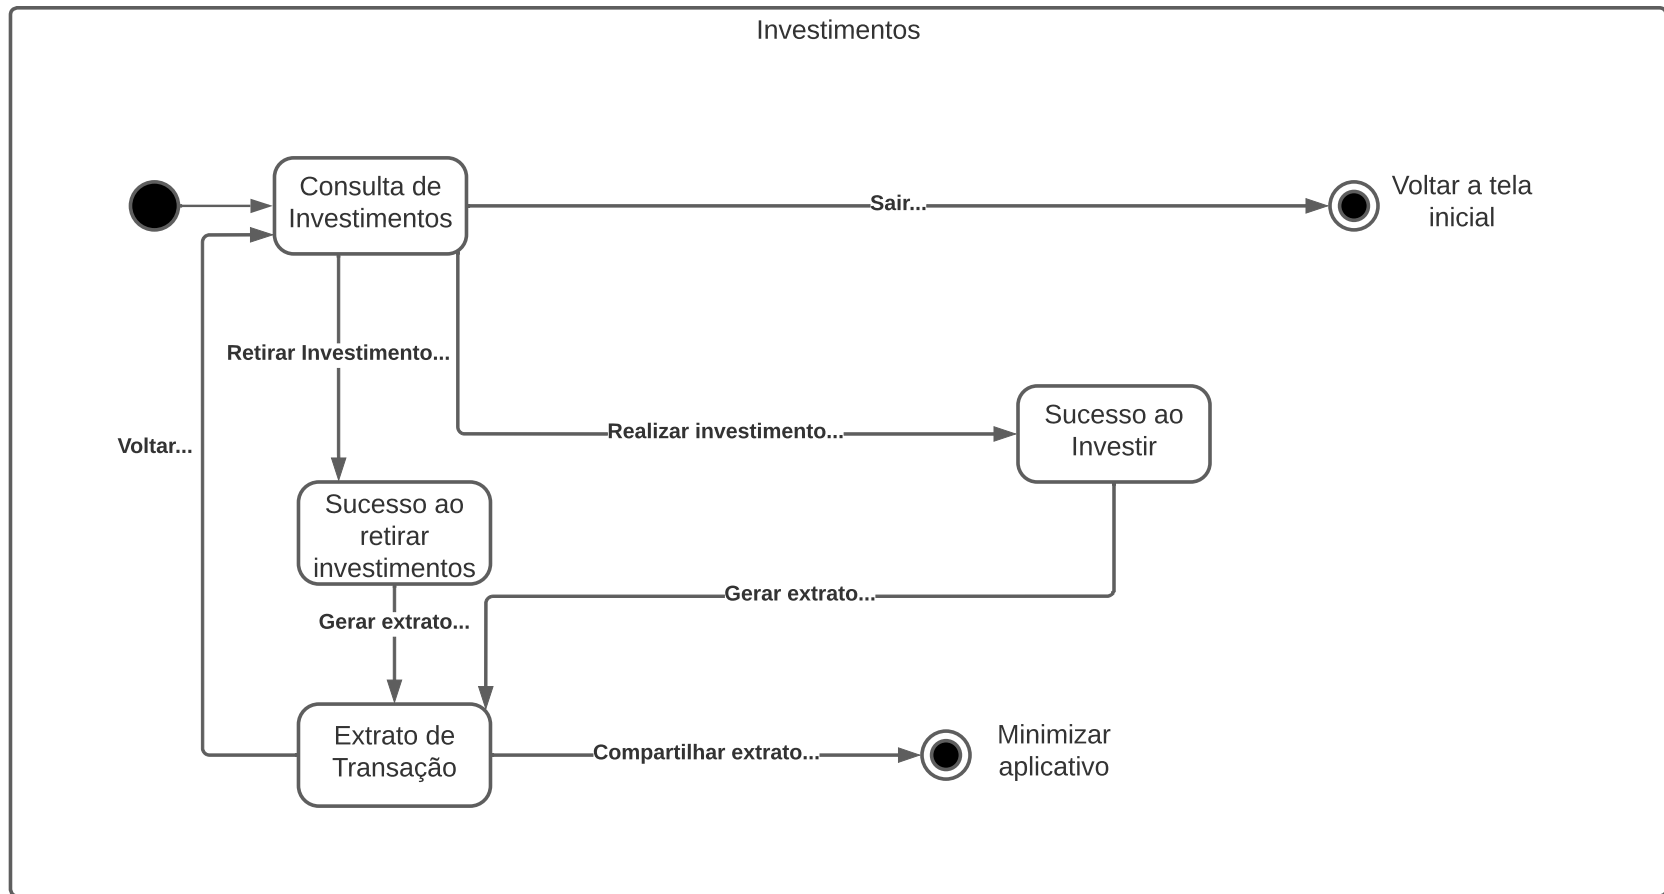 Investimentos
Consulta de
Investimentos
Sair...
Voltar a tela
inicial
Retirar Investimento...
Voltar...
Realizar investimento...
Sucesso ao
Investir
Sucesso ao
retirar
investimentos
Gerar extrato...
Gerar extrato...
Extrato de
Transação
Compartilhar extrato...
Minimizar
aplicativo